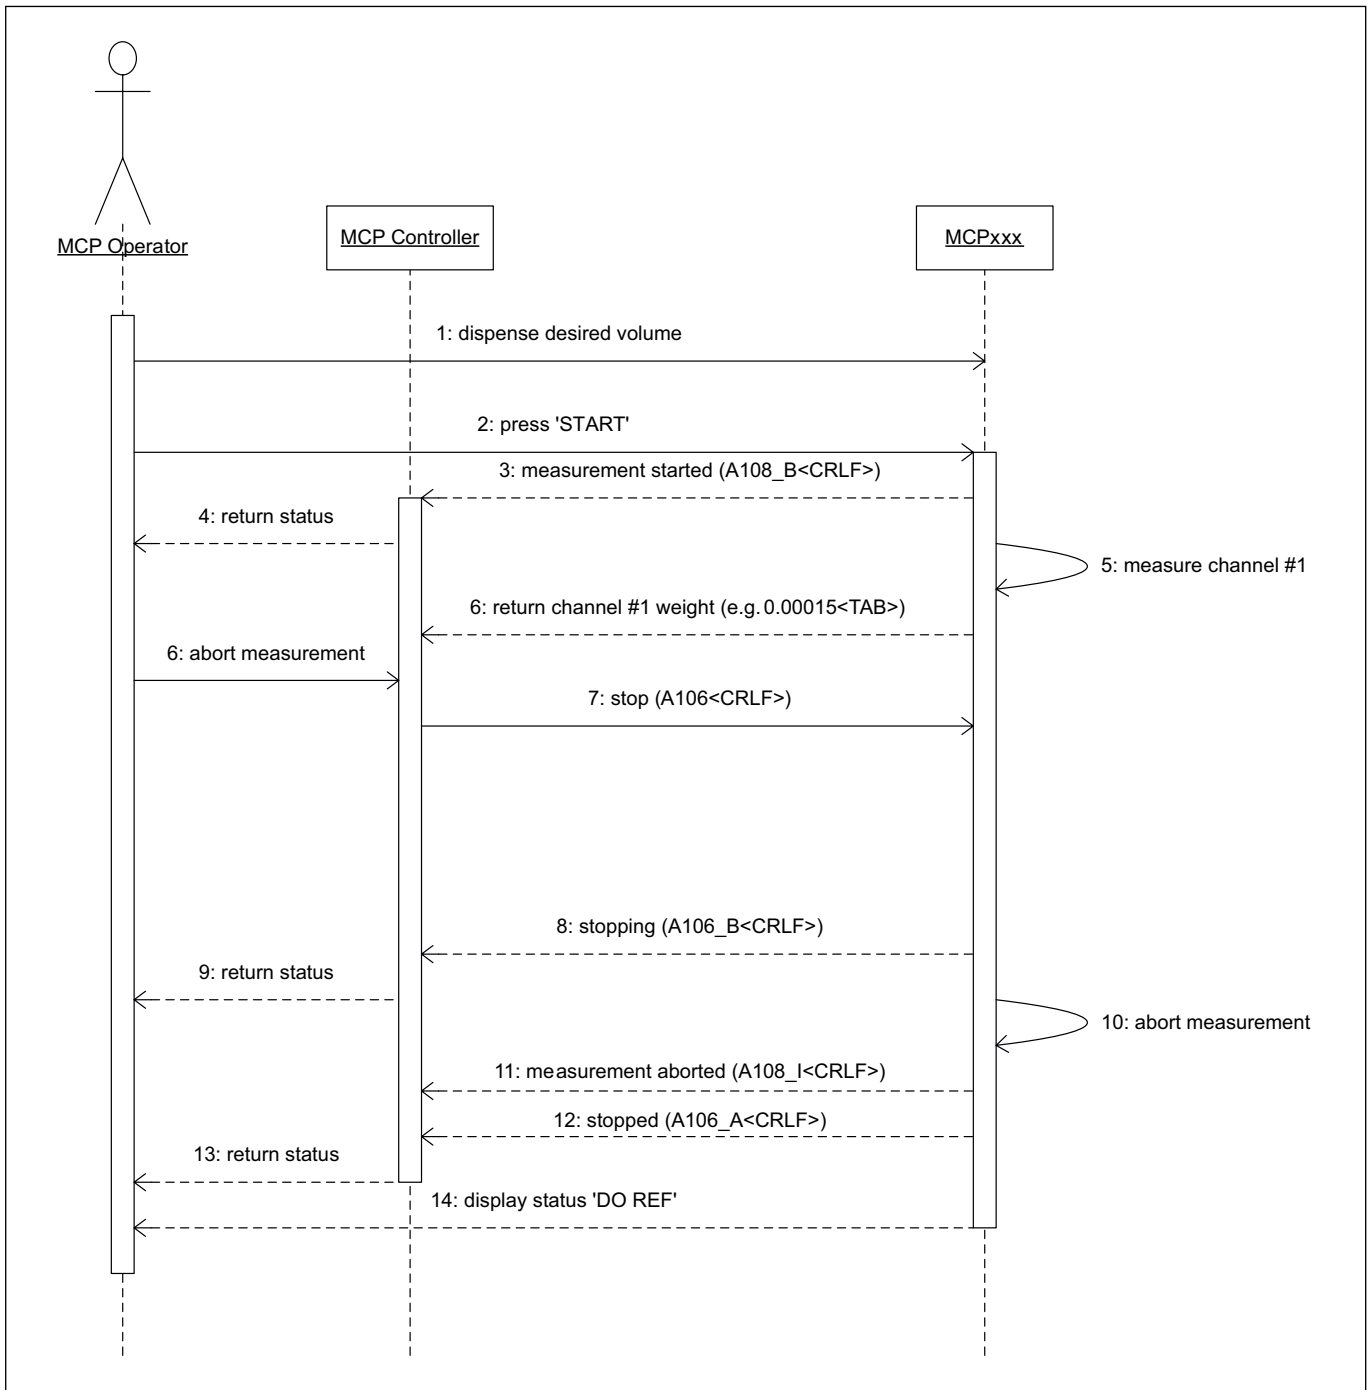 MCP Operator
MCP Controller
MCPxxx
1: dispense desired volume
2: press 'START'
3: measurement started (A108_B<CRLF>)
4: return status
5: measure channel #1
6: return channel #1 weight (e.g. 0.00015<TAB>)
6: abort measurement
7: stop (A106<CRLF>)
8: stopping (A106_B<CRLF>)
9: return status
10: abort measurement
11: measurement aborted (A108_I<CRLF>)
12: stopped (A106_A<CRLF>)
13: return status
14: display status 'DO REF'